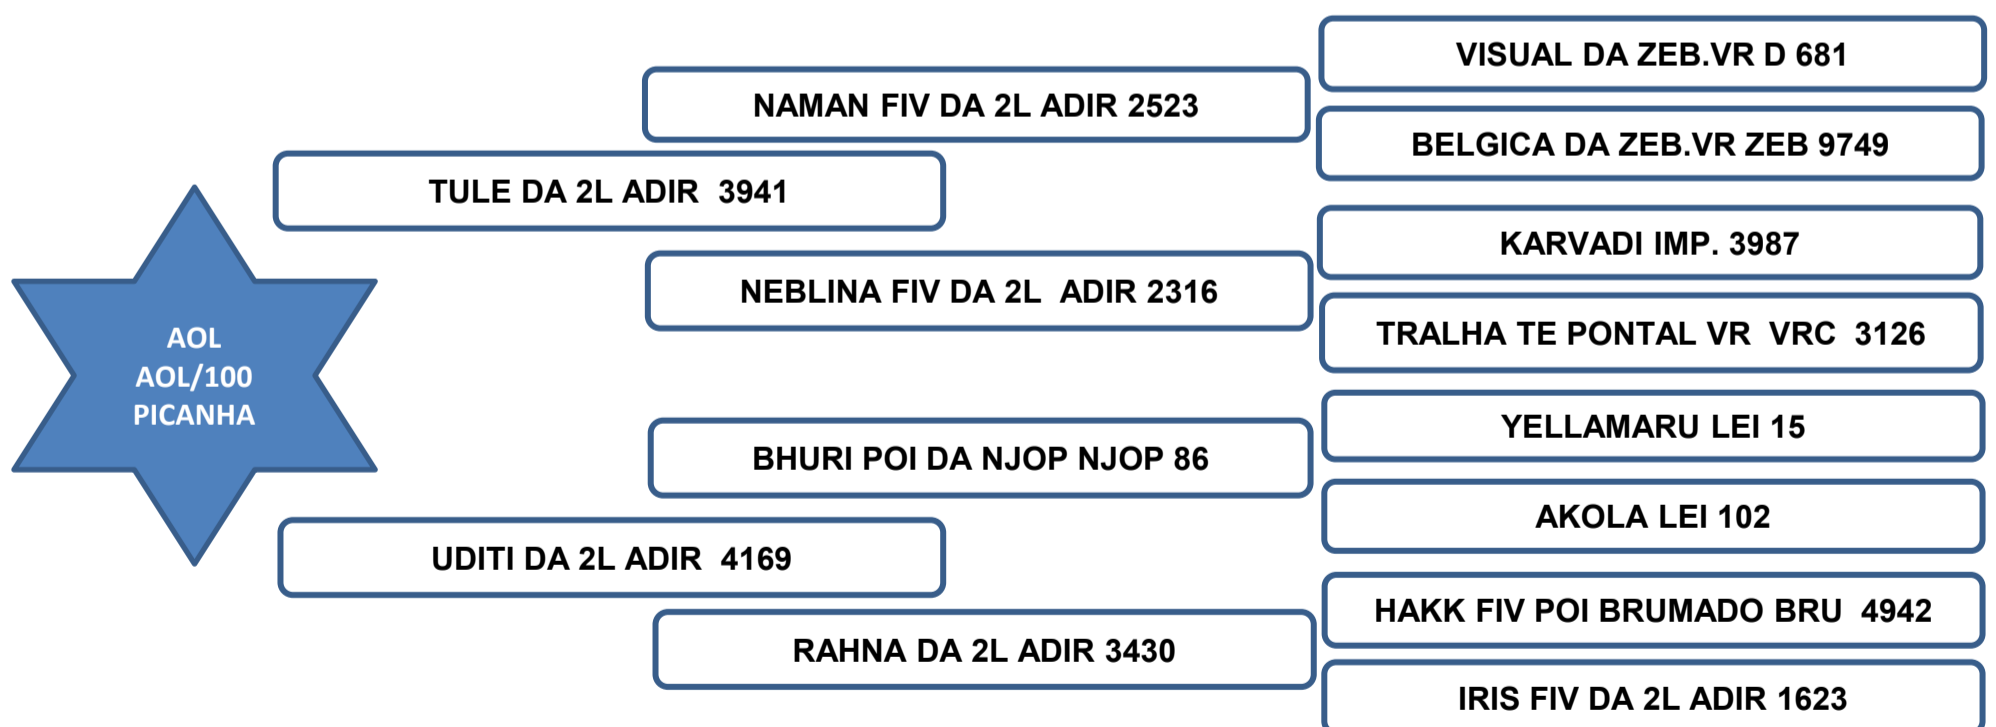 VISUAL DA ZEB.VR D 681
NAMAN FIV DA 2L ADIR 2523
BELGICA DA ZEB.VR ZEB 9749
TULE DA 2L ADIR  3941
KARVADI IMP. 3987
NEBLINA FIV DA 2L  ADIR 2316
TRALHA TE PONTAL VR  VRC  3126
AOL
AOL/100
PICANHA
YELLAMARU LEI 15
BHURI POI DA NJOP NJOP 86
AKOLA LEI 102
UDITI DA 2L ADIR  4169
HAKK FIV POI BRUMADO BRU  4942
RAHNA DA 2L ADIR 3430
IRIS FIV DA 2L ADIR 1623